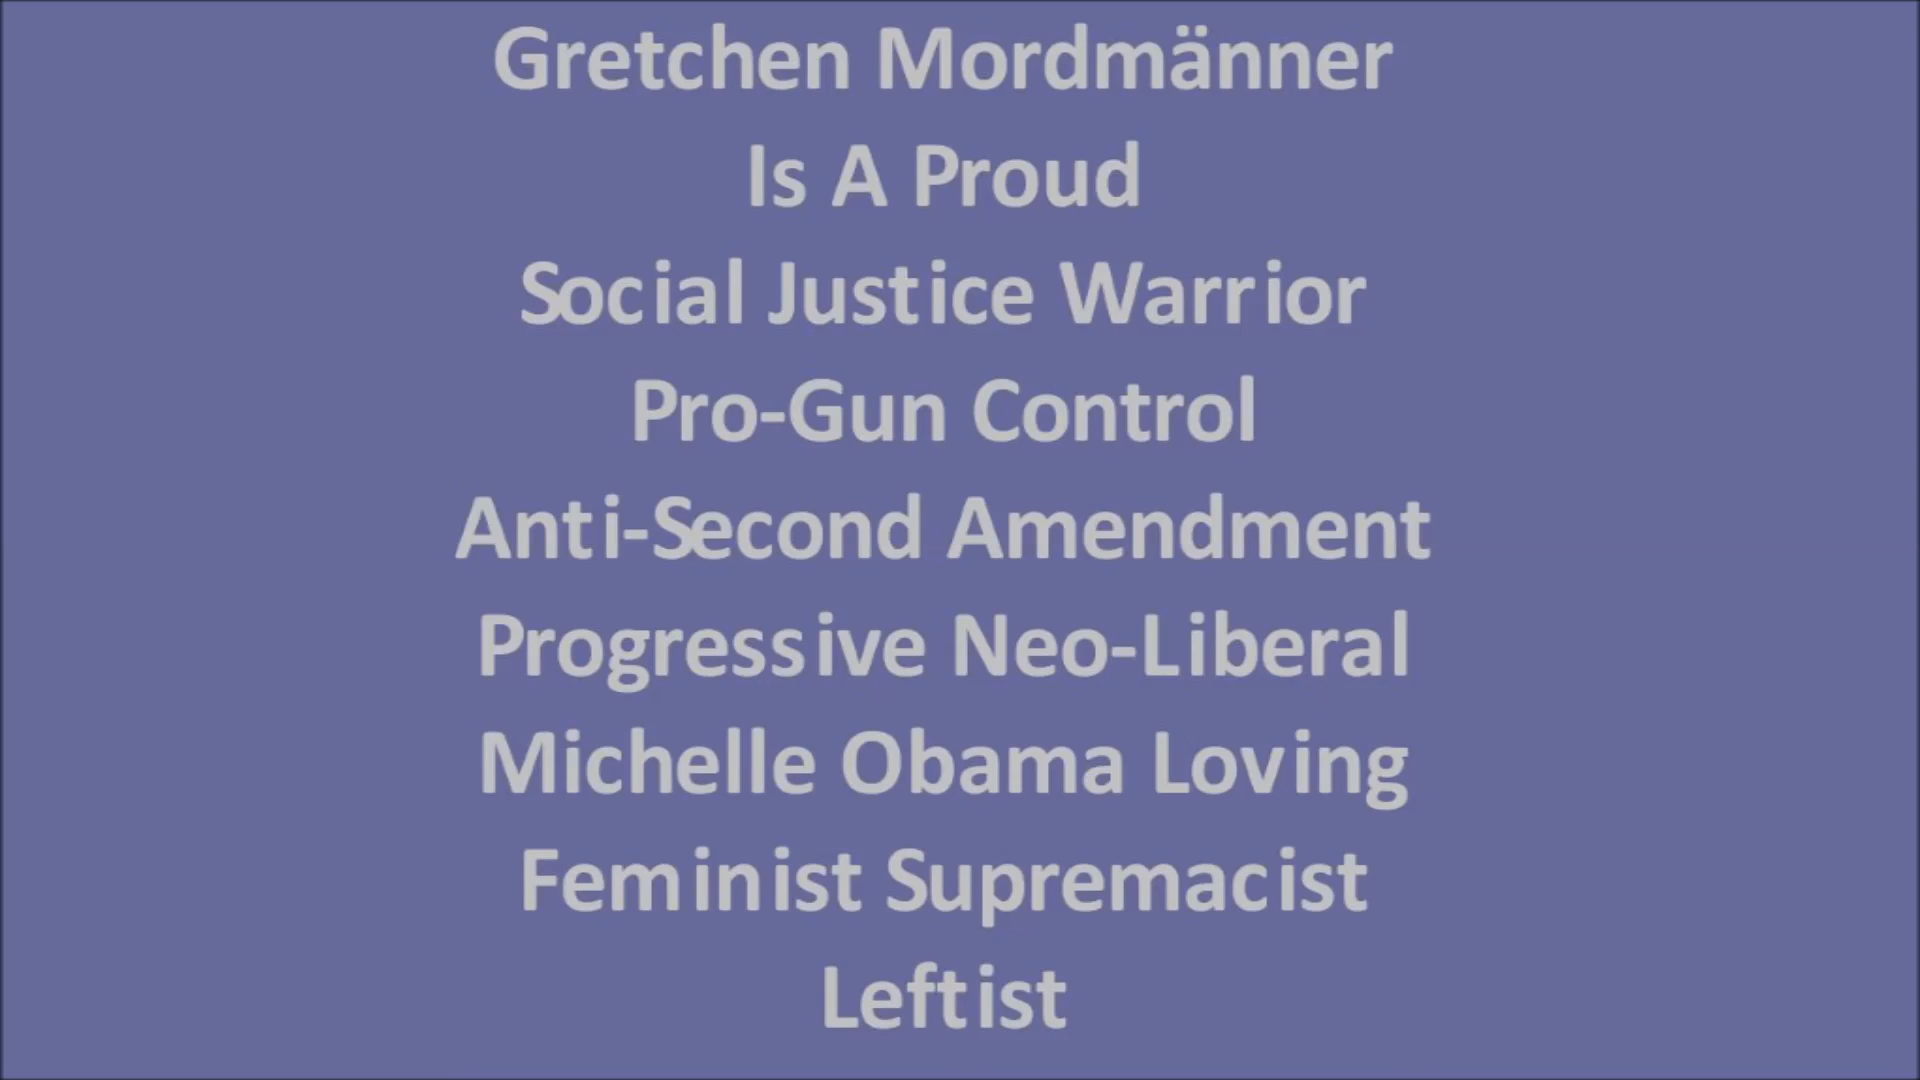 Gretchen Mordmänner
Is A Proud
Social Justice Warrior
Pro-Gun Control
Anti-Second Amendment
Progressive Neo-Liberal
Michelle Obama Loving
Feminist Supremacist
Leftist